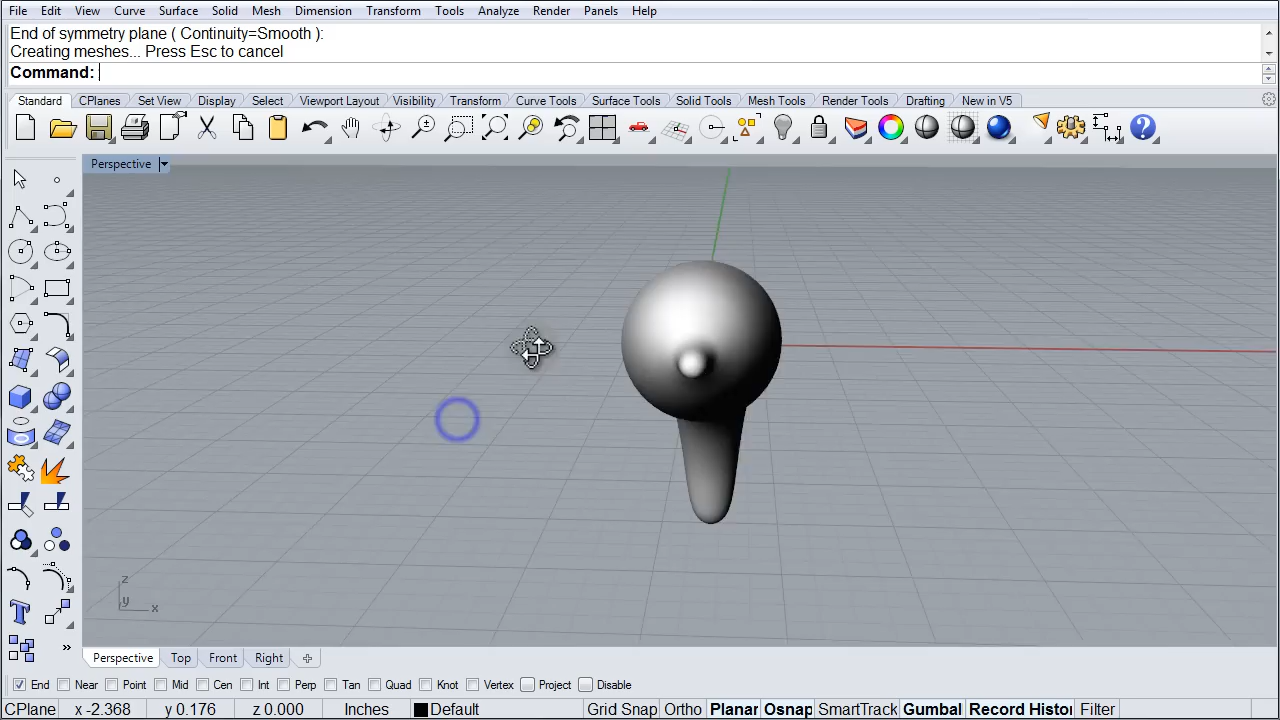 File Edit View Curve Surface Solid Mesh Dimension Transform Tools Analyze Render Panels Help
End of symmetry plane ( Continuity=Smooth ):
Creating meshes... Press Esc to cancel
Command:
Standard CPlanes Set View Display Select Viewport Layout Visibility Transform Curve Tools Surface Tools Solid Tools Mesh Tools Render Tools Drafting New in V5
Perspective
z
y x
Perspective Top Front Right
End Near Point Mid Cen Int Perp Tan Quad Knot Vertex Project Disable
CPlane x -2.368 y 0.176 z 0.000 Inches Default Grid Snap Ortho Planar Osnap SmartTrack Gumbal Record Histor Filter